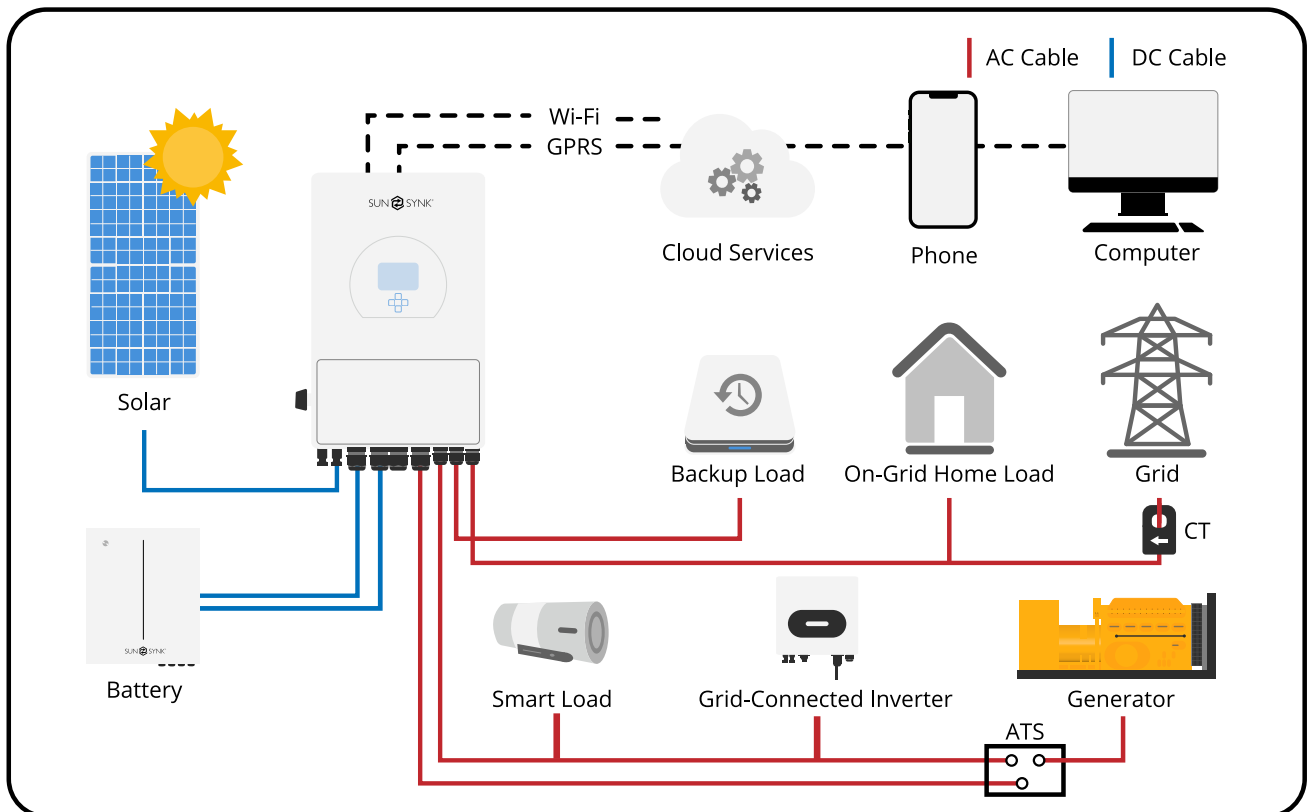 AC Cable
DC Cable
Wi-Fi
GPRS
SUN SYNK
Cloud Services
Phone
Computer
Solar
Backup Load
On-Grid Home Load
Grid
CT
SUN SYNK
Battery
Smart Load
Grid-Connected Inverter
Generator
ATS